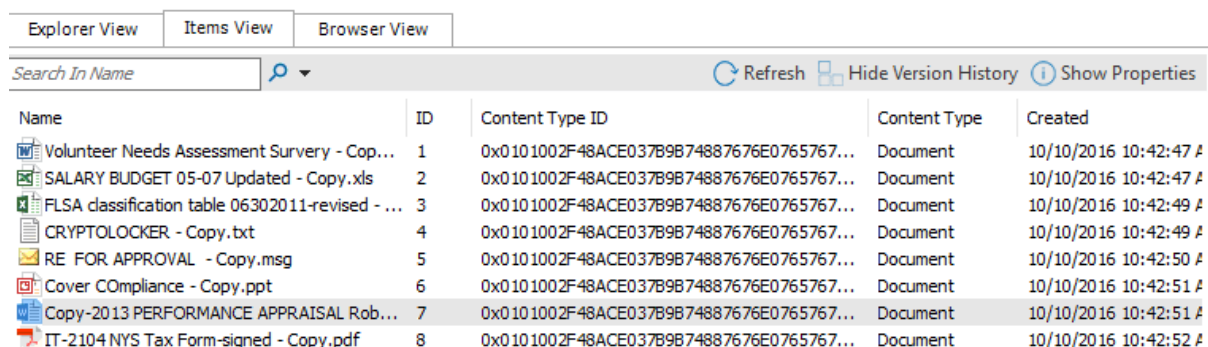 Explorer View Items View Browser View
Search In Name Refresh Hide Version History Show Properties
Name ID Content Type ID Content Type Created
Volunteer Needs Assessment Survery - Cop... 1 0x0101002F48ACE037B9B74887676E0765767... Document 10/10/2016 10:42:47 A
SALARY BUDGET 05-07 Updated - Copy.xls 2 0x0101002F48ACE037B9B74887676E0765767... Document 10/10/2016 10:42:47 A
FLSA classification table 06302011-revised - ... 3 0x0101002F48ACE037B9B74887676E0765767... Document 10/10/2016 10:42:49 A
CRYPTOLOCKER - Copy.txt 4 0x0101002F48ACE037B9B74887676E0765767... Document 10/10/2016 10:42:49 A
RE FOR APPROVAL - Copy.msg 5 0x0101002F48ACE037B9B74887676E0765767... Document 10/10/2016 10:42:50 A
Cover COmpliance - Copy.ppt 6 0x0101002F48ACE037B9B74887676E0765767... Document 10/10/2016 10:42:51 A
Copy-2013 PERFORMANCE APPRAISAL Rob... 7 0x0101002F48ACE037B9B74887676E0765767... Document 10/10/2016 10:42:51 A
IT-2104 NYS Tax Form-signed - Copy.pdf 8 0x0101002F48ACE037B9B74887676E0765767... Document 10/10/2016 10:42:52 A